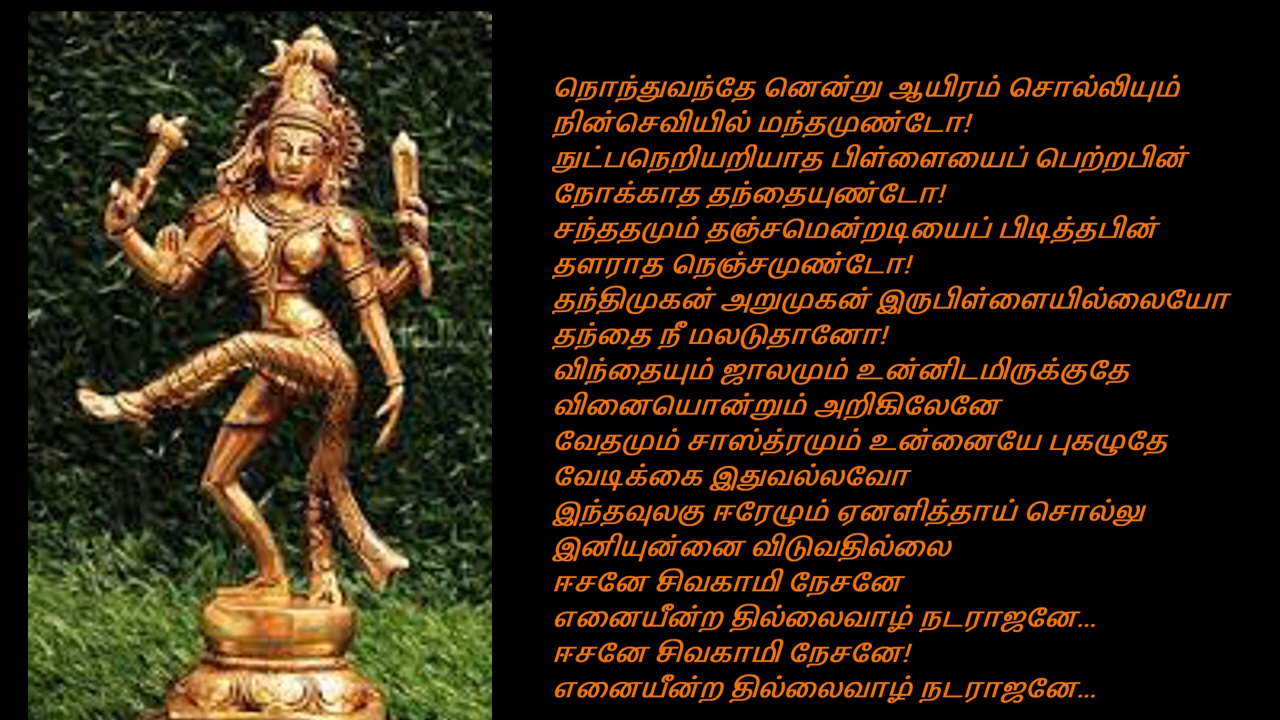 நொந்துவந்தே னென்று ஆயிரம் சொல்லியும்
நின்செவியில் மந்தமுண்டோ!
நுட்பநெறியறியாத பிள்ளையைப் பெற்றபின்
நோக்காத தந்தையுண்டோ!
சந்ததமும் தஞ்சமென்றடியைப் பிடித்தபின்
தளராத நெஞ்சமுண்டோ!
தந்திமுகன் அறுமுகன் இருபிள்ளையில்லையோ
தந்தை நீ மலடுதானோ!
விந்தையும் ஜாலமும் உன்னிடமிருக்குதே
வினையொன்றும் அறிகிலேனே
வேதமும் சாஸ்த்ரமும் உன்னையே புகழுதே
வேடிக்கை இதுவல்லவோ
இந்தவுலகு ஈரேழும் ஏனளித்தாய் சொல்லு
இனியுன்னை விடுவதில்லை
ஈசனே சிவகாமி நேசனே
எனையீன்ற தில்லைவாழ் நடராஜனே...
ஈசனே சிவகாமி நேசனே!
எனையீன்ற தில்லைவாழ் நடராஜனே...